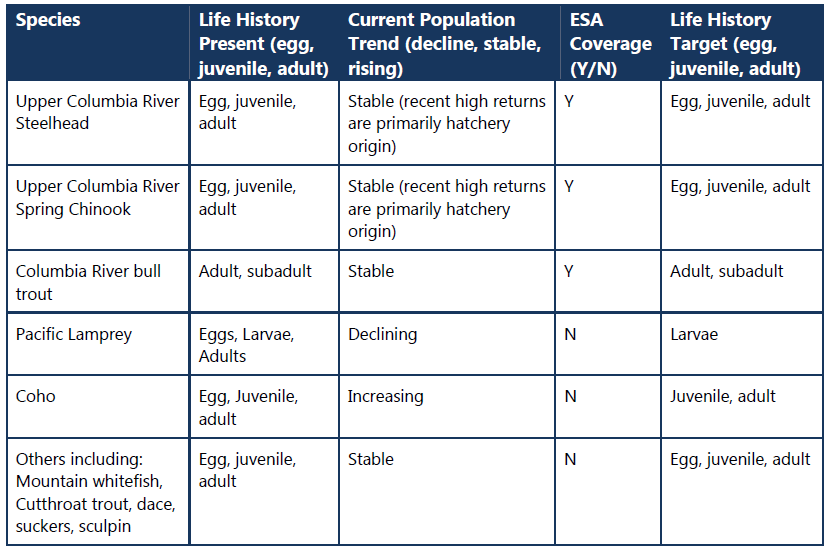 Species
Life History
Present (egg,
juvenile, adult)
Current Population
Trend (decline, stable,
rising)
ESA
Coverage
(Y/N)
Life History
Target (egg,
juvenile, adult)
Upper Columbia River
Steelhead
Egg, juvenile,
adult
Stable (recent high returns
are primarily hatchery
origin)
Y
Egg, juvenile, adult
Upper Columbia River
Spring Chinook
Egg, juvenile,
adult
Stable (recent high returns
are primarily hatchery
origin)
Y
Egg, juvenile, adult
Columbia River bull
trout
Adult, subadult
Stable
Y
Adult, subadult
Pacific Lamprey
Eggs, Larvae,
Adults
Declining
N
Larvae
Coho
Egg, Juvenile,
adult
Increasing
N
Juvenile, adult
Others including:
Mountain whitefish,
Cutthroat trout, dace,
suckers, sculpin
Egg, juvenile,
adult
Stable
N
Egg, juvenile, adult